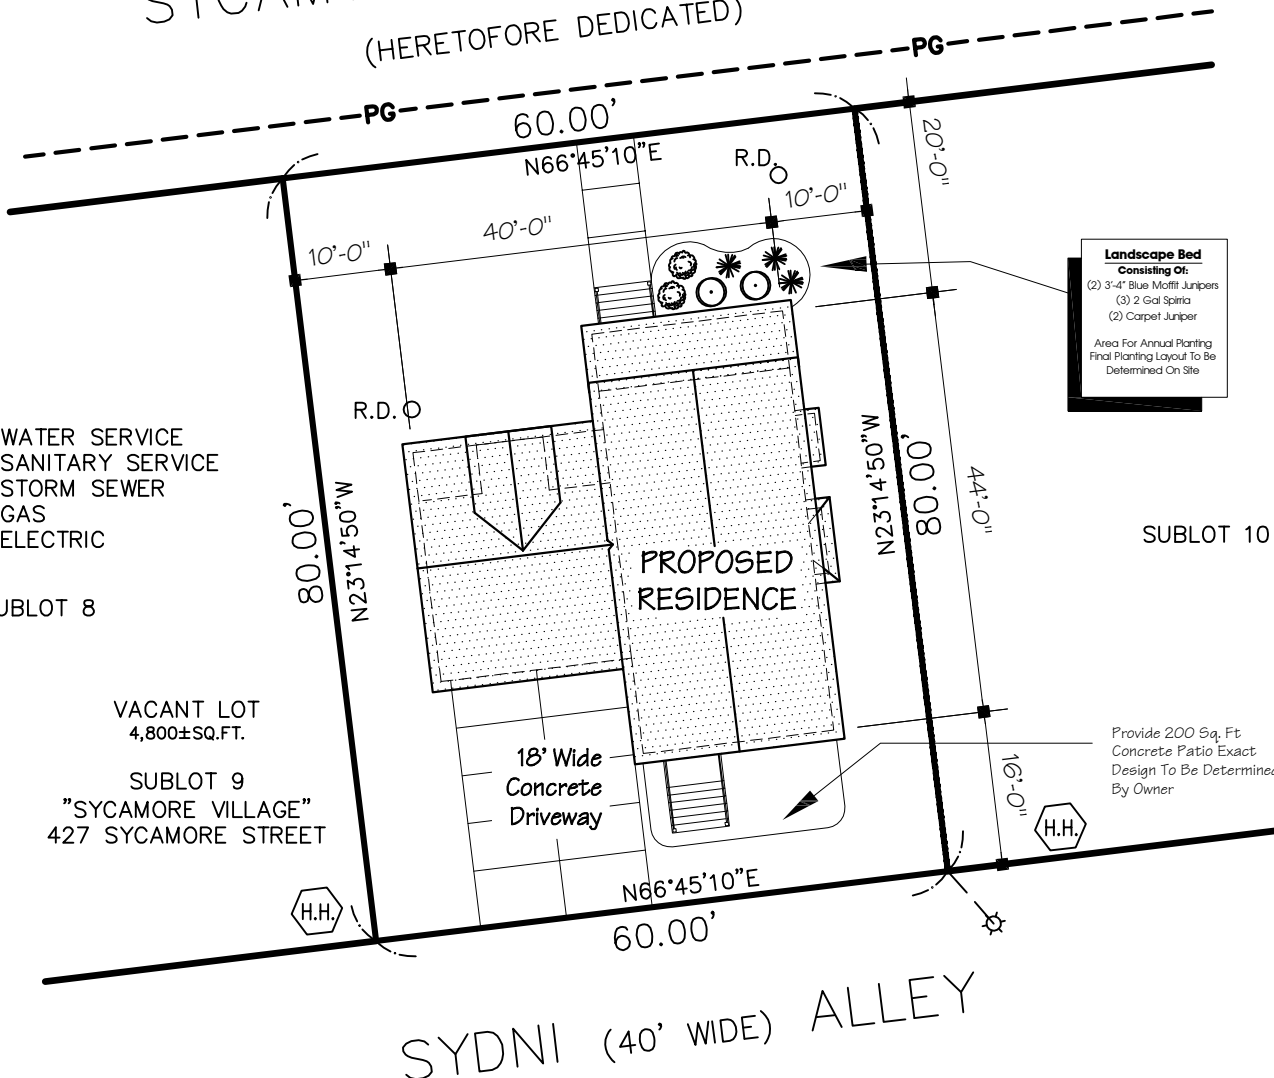 (HERETOFORE DEDICATED)
PG
PG
60.00'
N66°45'10"E
R.D.
20'-0"
10'-0"
40'-0"
10'-0"
Landscape Bed
Consisting Of:
(2) 3'-4" Blue Moffit Junipers
(3) 2 Gal Spirria
(2) Carpet Juniper
Area For Annual Planting
Final Planting Layout To Be
Determined On Site
R.D.
WATER SERVICE
SANITARY SERVICE
STORM SEWER
GAS
ELECTRIC
80.00'
N23°14'50"W
N23°14'50"W
80.00'
44'-0"
SUBLOT 10
PROPOSED
RESIDENCE
UBLOT 8
VACANT LOT
4,800±SQ.FT.
SUBLOT 9
"SYCAMORE VILLAGE"
427 SYCAMORE STREET
18' Wide
Concrete
Driveway
16'-0"
Provide 200 Sq. Ft
Concrete Patio Exact
Design To Be Determined
By Owner
H.H.
H.H.
N66°45'10"E
60.00'
SYDNI (40' WIDE) ALLEY